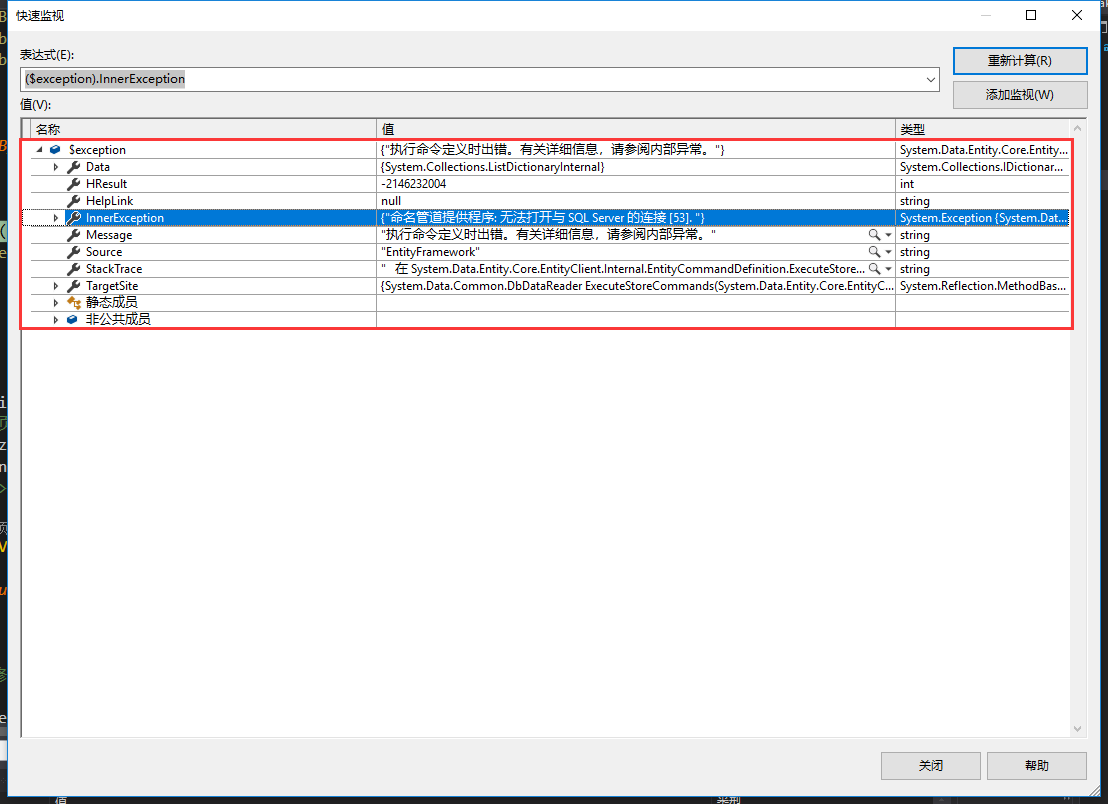 快速监视
表达式(E):
($exception).InnerException
重新计算(R)
添加监视(W)
值(V):
名称 值 类型
$exception {"执行命令定义时出错。有关详细信息，请参阅内部异常。"} System.Data.Entity.Core.Entity...
Data {System.Collections.ListDictionaryInternal} System.Collections.IDictionar...
HResult -2146232004 int
HelpLink null string
InnerException {"命名管道提供程序: 无法打开与 SQL Server 的连接 [53]. "} System.Exception {System.Dat...
Message "执行命令定义时出错。有关详细信息，请参阅内部异常。" string
Source "EntityFramework" string
StackTrace "   在 System.Data.Entity.Core.EntityClient.Internal.EntityCommandDefinition.ExecuteStore... string
TargetSite {System.Data.Common.DbDataReader ExecuteStoreCommands(System.Data.Entity.Core.EntityC... System.Reflection.MethodBas...
静态成员
非公共成员
关闭
帮助